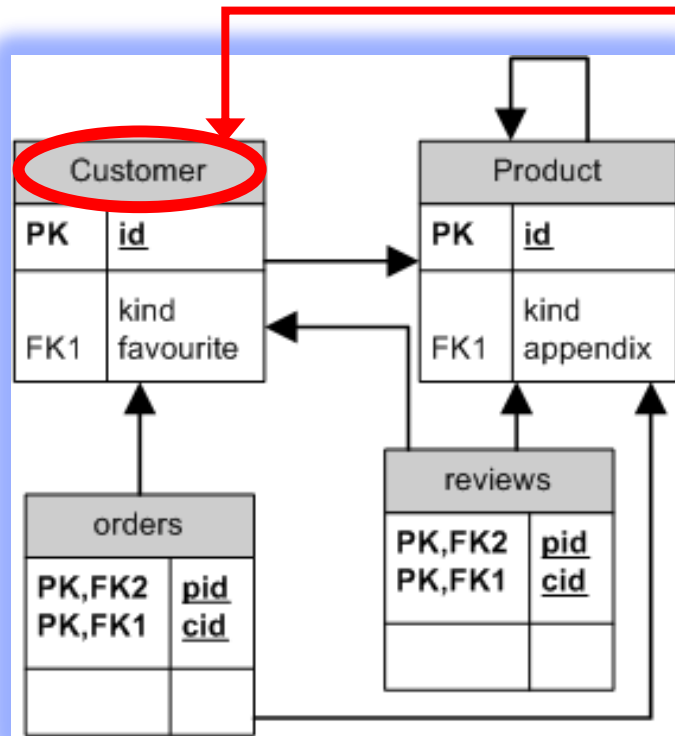 Customer
PK id
kind
FK1 favourite
Product
PK id
kind
FK1 appendix
orders
PK,FK2 pid
PK,FK1 cid
reviews
PK,FK2 pid
PK,FK1 cid